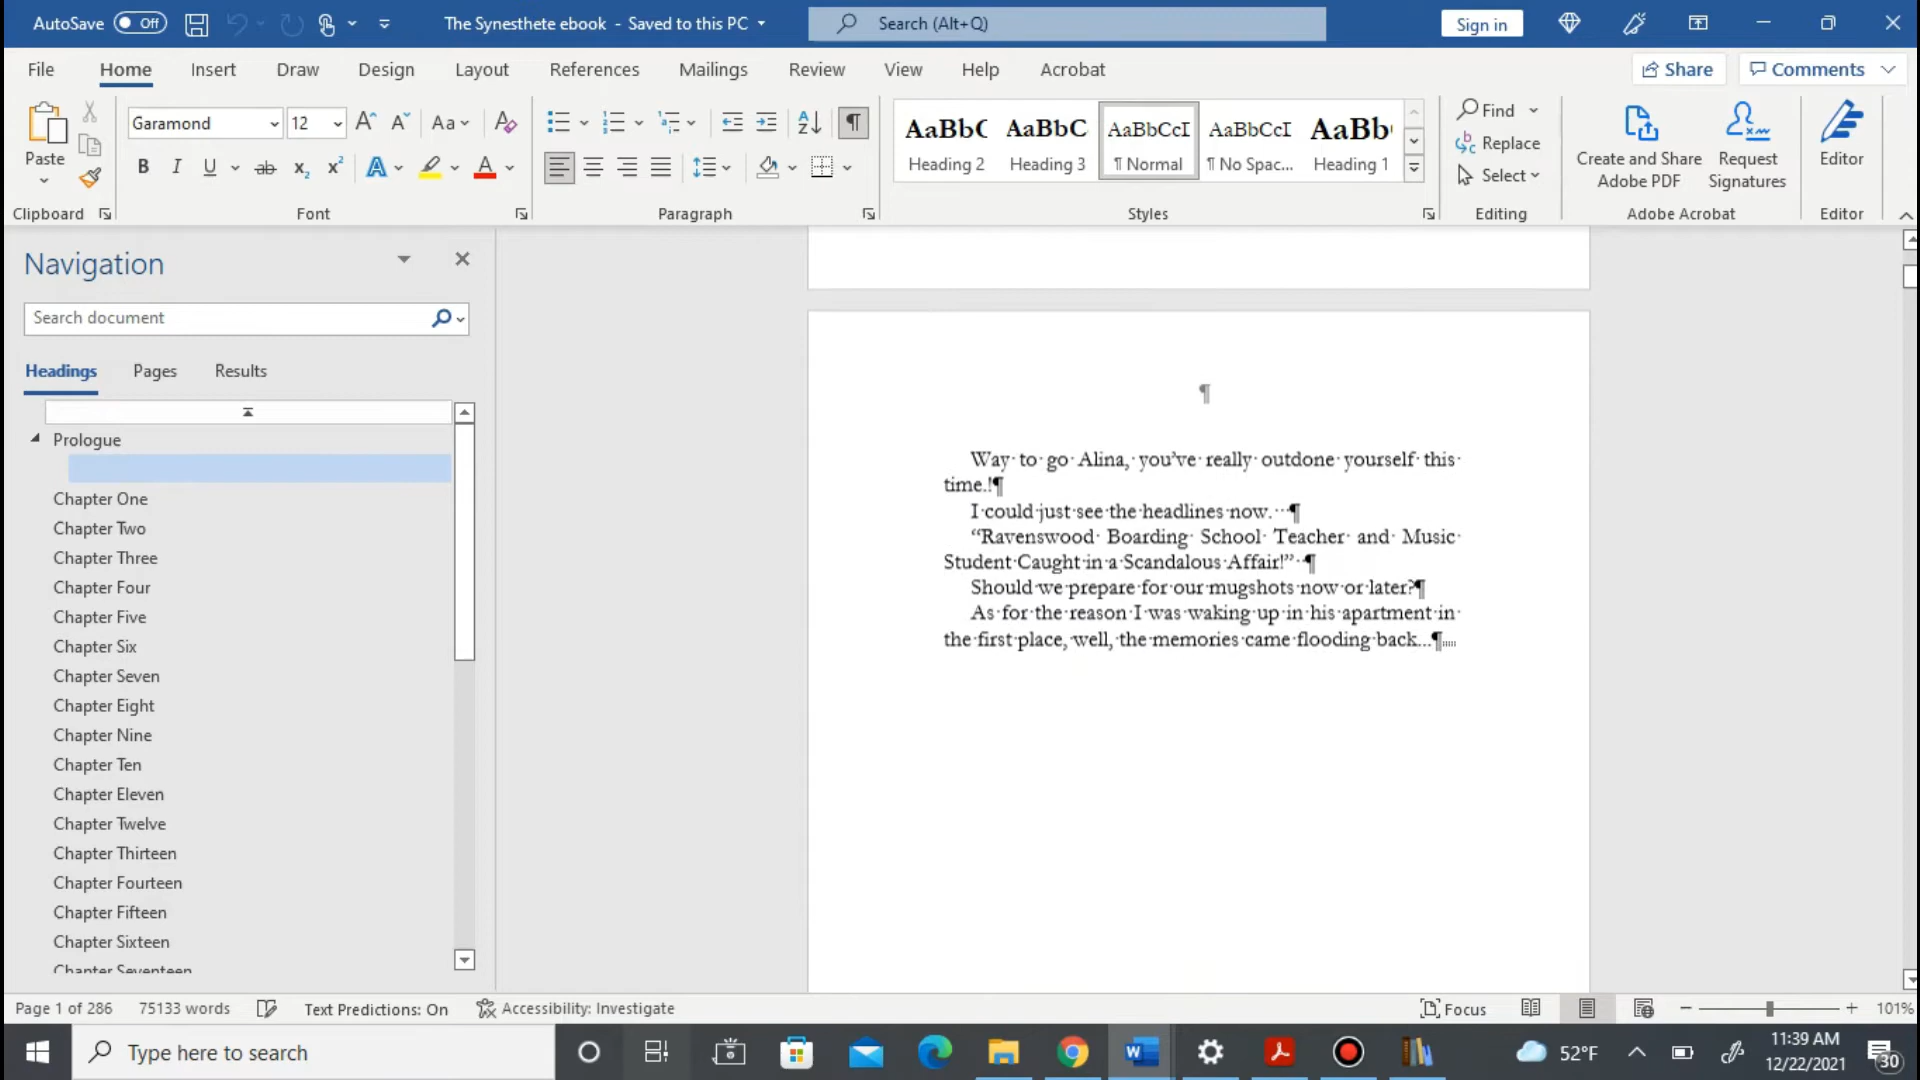 AutoSave Off The Synesthete ebook - Saved to this PC Search (Alt+Q) Sign in
File Home Insert Draw Design Layout References Mailings Review View Help Acrobat Share Comments
Paste
Clipboard
Garamond 12 Aa
B I U ab x2 x2 A A
Font
Paragraph
AaBbC AaBbC AaBbCcI AaBbCcI AaBb
Heading 2 Heading 3 ¶ Normal ¶ No Spac... Heading 1
Styles
Find
Replace
Select
Editing
Create and Share
Adobe PDF
Request
Signatures
Adobe Acrobat
Editor
Editor
Navigation
Search document
Headings Pages Results
Prologue
Chapter One
Chapter Two
Chapter Three
Chapter Four
Chapter Five
Chapter Six
Chapter Seven
Chapter Eight
Chapter Nine
Chapter Ten
Chapter Eleven
Chapter Twelve
Chapter Thirteen
Chapter Fourteen
Chapter Fifteen
Chapter Sixteen
Chapter Seventeen
¶
Way to go Alina, you’ve really outdone yourself this
time.!¶
I could just see the headlines now. ¶
“Ravenswood Boarding School Teacher and Music
Student Caught in a Scandalous Affair!” ¶
Should we prepare for our mugshots now or later?¶
As for the reason I was waking up in his apartment in
the first place, well, the memories came flooding back...¶
Page 1 of 286 75133 words Text Predictions: On Accessibility: Investigate Focus 101%
Type here to search 52°F 11:39 AM
12/22/2021 30